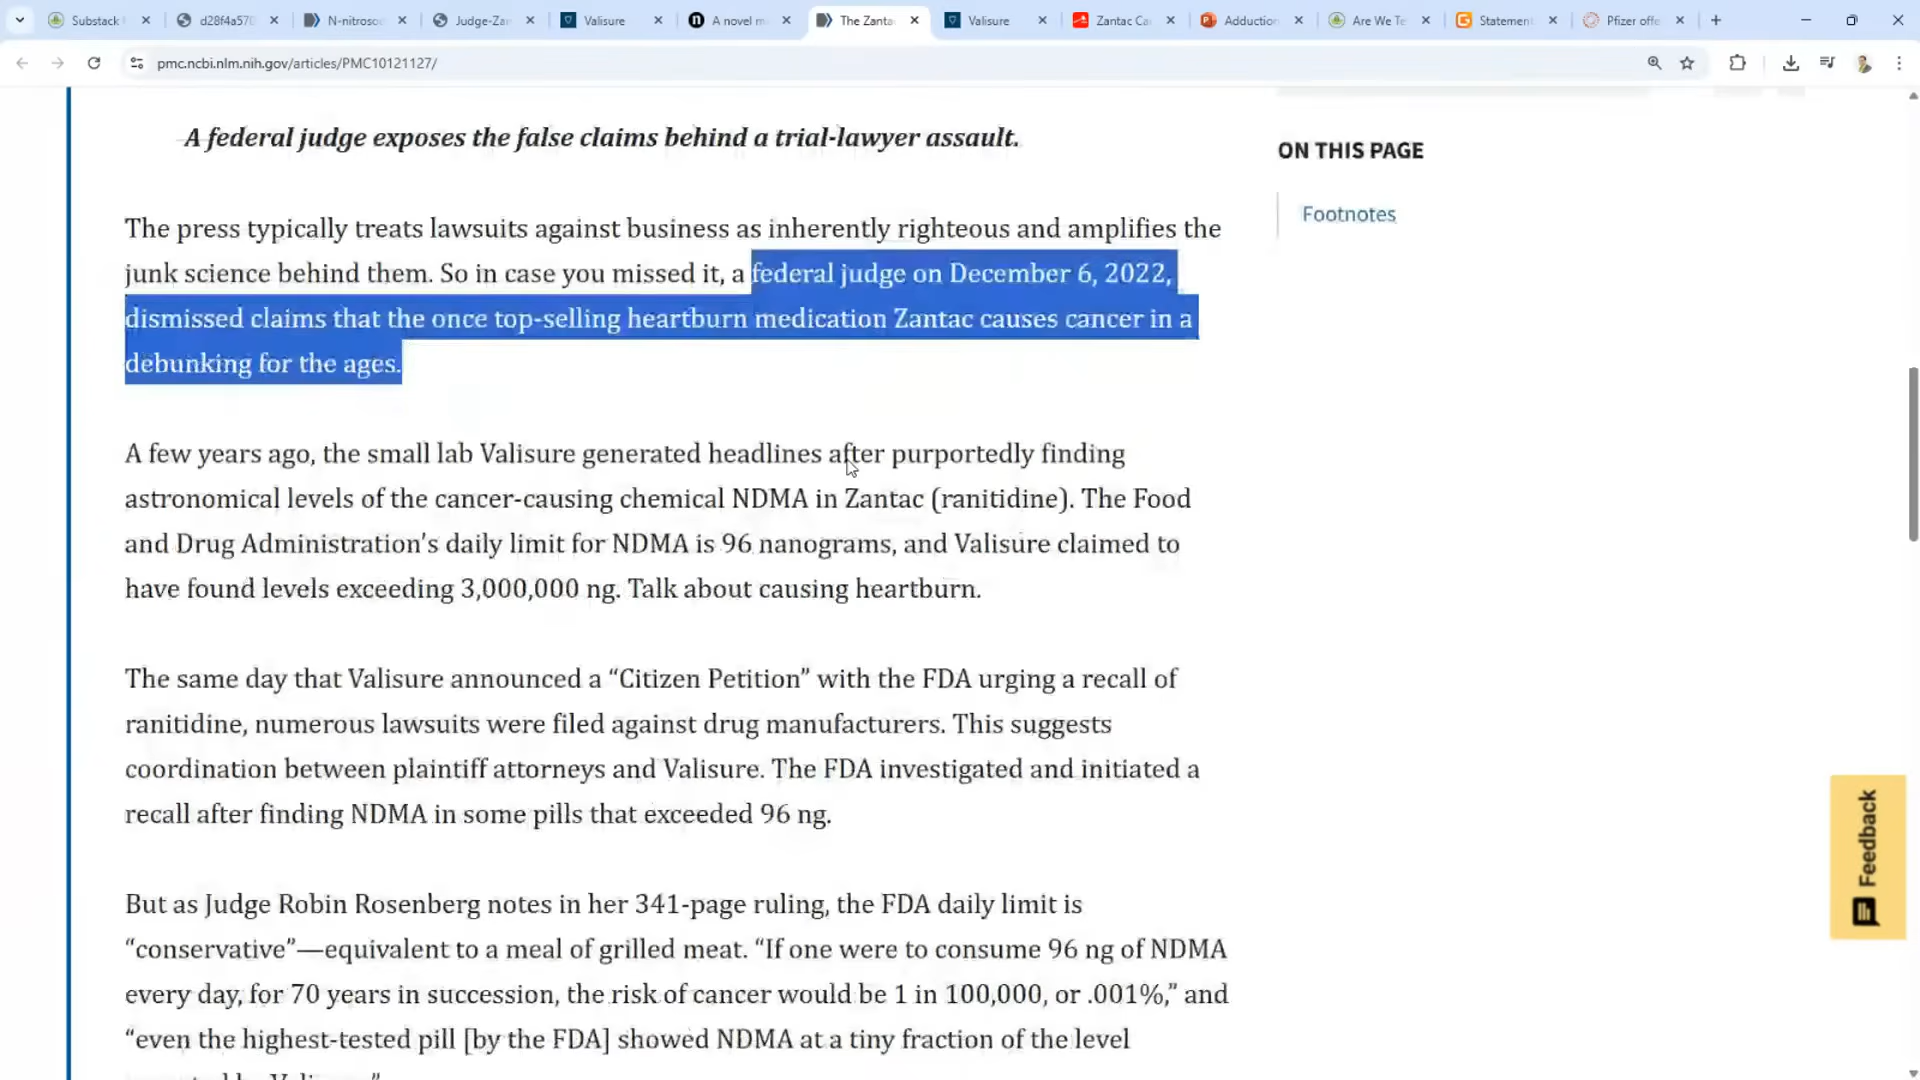 Substack
d28f4a570
N-nitroso
Judge-Zan
Valisure
A novel m
The Zanta
Valisure
Zantac Ca
Adduction
Are We Te
Statement
Pfizer offe
pmc.ncbi.nlm.nih.gov/articles/PMC10121127/
A federal judge exposes the false claims behind a trial-lawyer assault.
The press typically treats lawsuits against business as inherently righteous and amplifies the
junk science behind them. So in case you missed it, a federal judge on December 6, 2022,
dismissed claims that the once top-selling heartburn medication Zantac causes cancer in a
debunking for the ages.
A few years ago, the small lab Valisure generated headlines after purportedly finding
astronomical levels of the cancer-causing chemical NDMA in Zantac (ranitidine). The Food
and Drug Administration’s daily limit for NDMA is 96 nanograms, and Valisure claimed to
have found levels exceeding 3,000,000 ng. Talk about causing heartburn.
The same day that Valisure announced a “Citizen Petition” with the FDA urging a recall of
ranitidine, numerous lawsuits were filed against drug manufacturers. This suggests
coordination between plaintiff attorneys and Valisure. The FDA investigated and initiated a
recall after finding NDMA in some pills that exceeded 96 ng.
But as Judge Robin Rosenberg notes in her 341-page ruling, the FDA daily limit is
“conservative”—equivalent to a meal of grilled meat. “If one were to consume 96 ng of NDMA
every day, for 70 years in succession, the risk of cancer would be 1 in 100,000, or .001%,” and
“even the highest-tested pill [by the FDA] showed NDMA at a tiny fraction of the level
ON THIS PAGE
Footnotes
Feedback